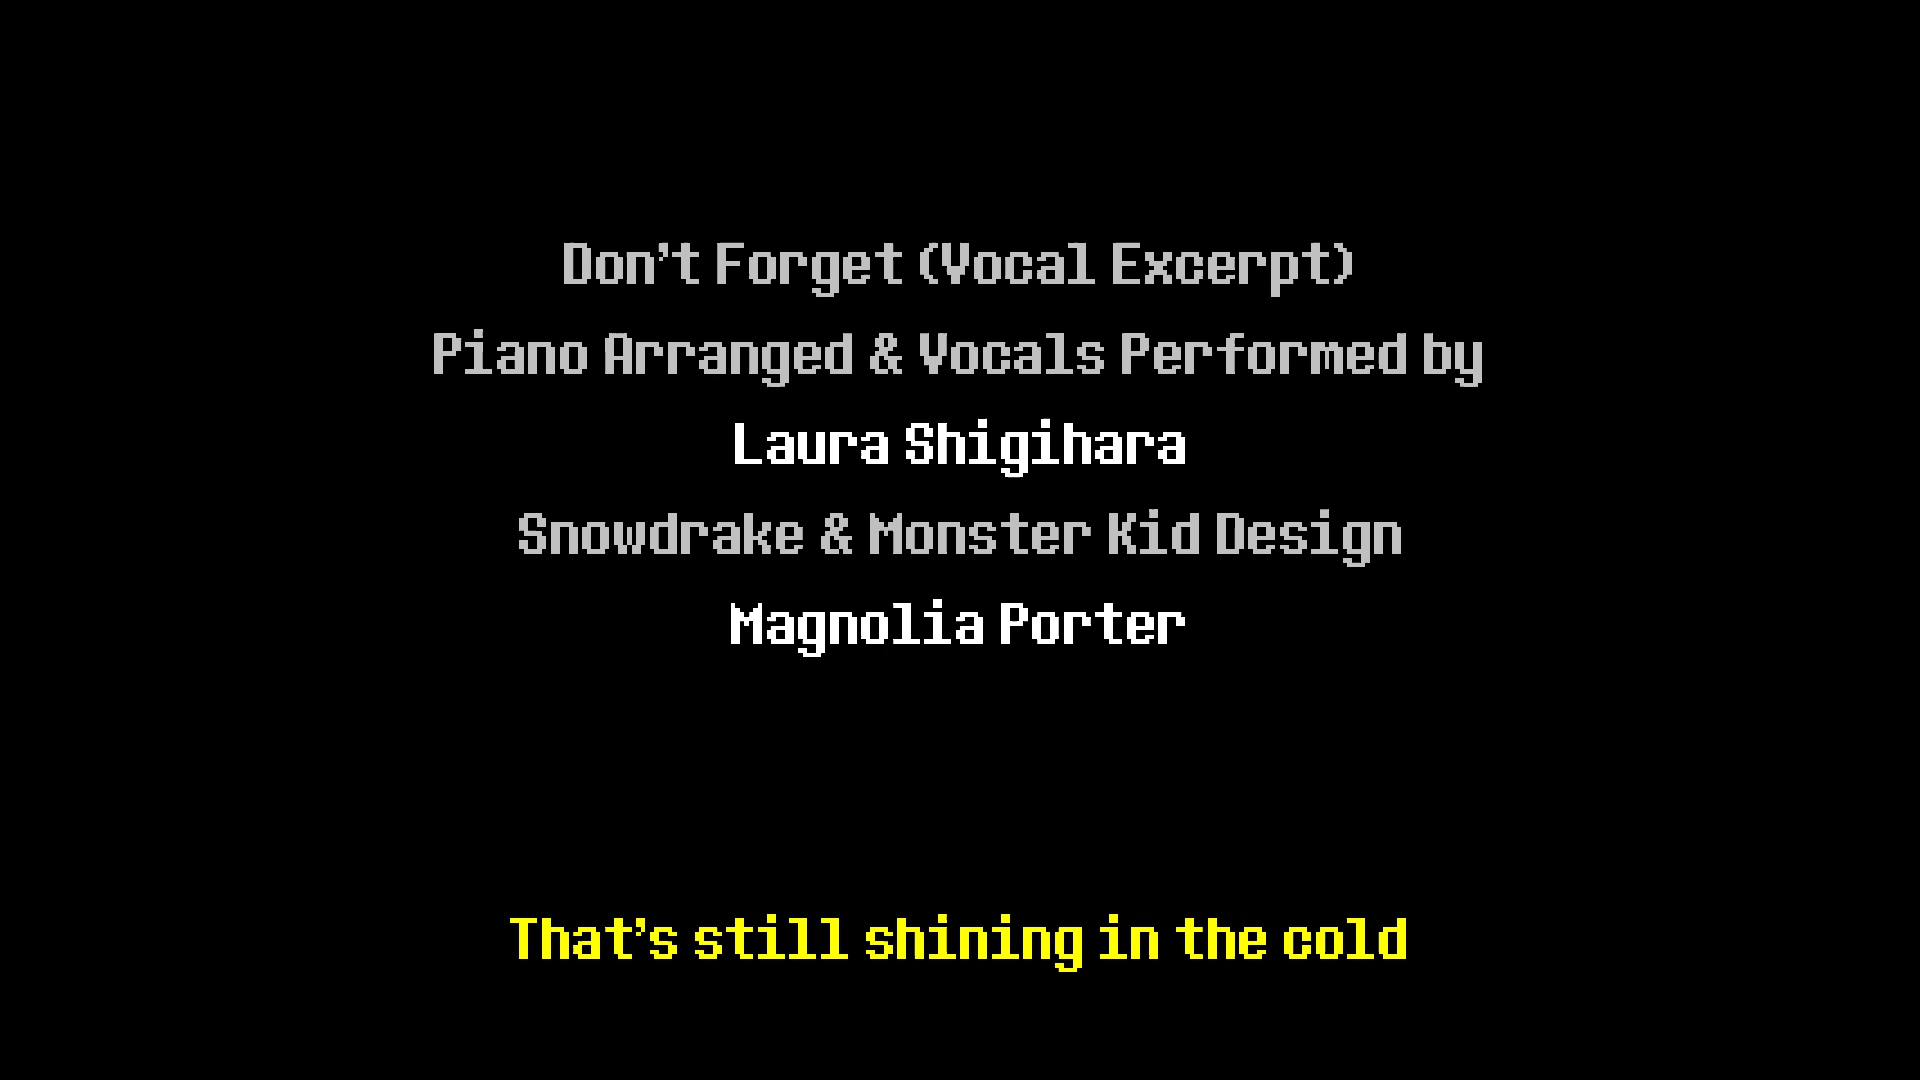 Don't Forget (Vocal Excerpt)
Piano Arranged & Vocals Performed by
Laura Shigihara
Snowdrake & Monster Kid Design
Magnolia Porter
That's still shining in the cold